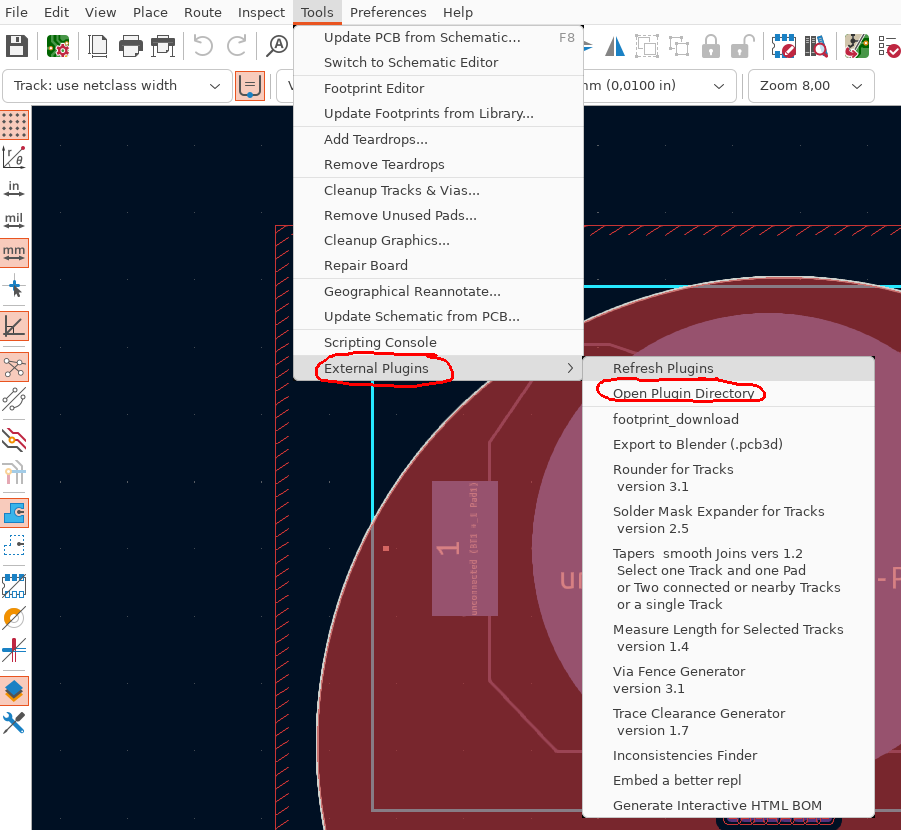 File Edit View Place Route Inspect Tools Preferences Help
Update PCB from Schematic... F8
Switch to Schematic Editor
Track: use netclass width
(0,0100 in)
Zoom 8,00
Footprint Editor
Update Footprints from Library...
Add Teardrops...
Remove Teardrops
Cleanup Tracks & Vias...
Remove Unused Pads...
Cleanup Graphics...
Repair Board
Geographical Reannotate...
Update Schematic from PCB...
Scripting Console
External Plugins
in
mil
mm
Refresh Plugins
Open Plugin Directory
footprint_download
Export to Blender (.pcb3d)
Rounder for Tracks
version 3.1
Solder Mask Expander for Tracks
version 2.5
Tapers smooth Joins vers 1.2
Select one Track and one Pad
or Two connected or nearby Tracks
or a single Track
Measure Length for Selected Tracks
version 1.4
Via Fence Generator
version 3.1
Trace Clearance Generator
version 1.7
Inconsistencies Finder
Embed a better repl
Generate Interactive HTML BOM
1